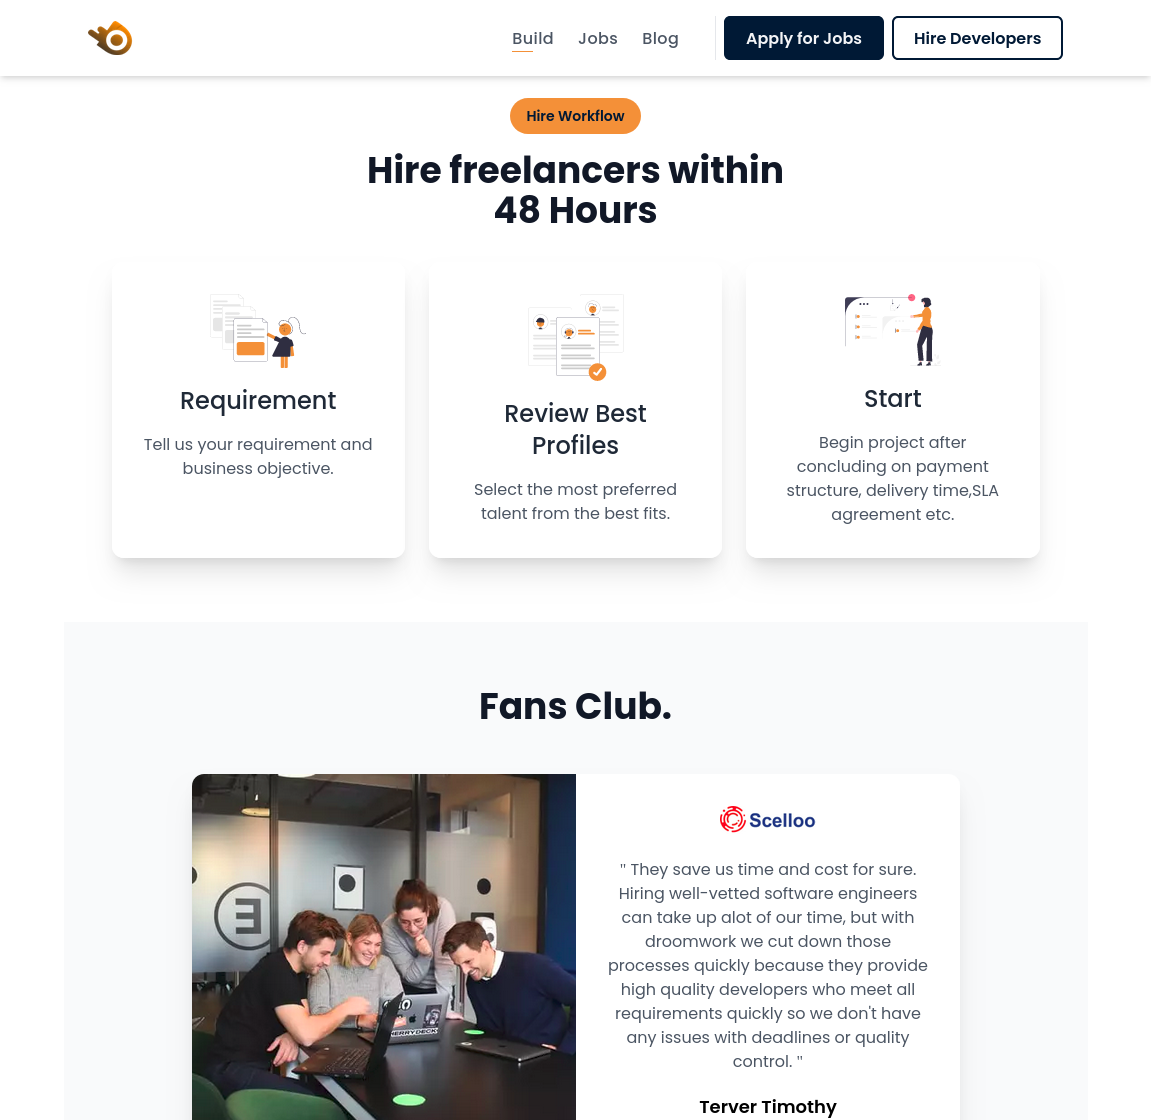 Build
Jobs
Blog
Apply for Jobs
Hire Developers
Hire Workflow
Hire freelancers within
48 Hours
Requirement
Tell us your requirement and
business objective.
Review Best
Profiles
Select the most preferred
talent from the best fits.
Start
Begin project after
concluding on payment
structure, delivery time,SLA
agreement etc.
Fans Club.
Scelloo
" They save us time and cost for sure.
Hiring well-vetted software engineers
can take up alot of our time, but with
droomwork we cut down those
processes quickly because they provide
high quality developers who meet all
requirements quickly so we don't have
any issues with deadlines or quality
control. "
Terver Timothy